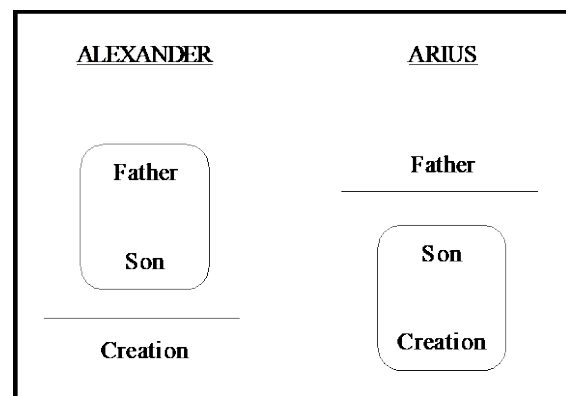 ALEXANDER
Father
Son
Creation
ARIUS
Father
Son
Creation